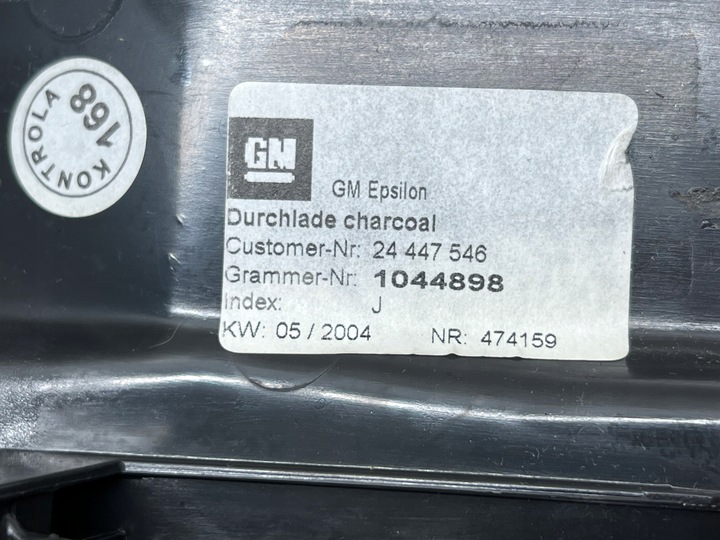 KONTROLA
168
GM
GM Epsilon
Durchlade charcoal
Customer-Nr: 24 447 546
Grammer-Nr: 1044898
Index: J
KW: 05 / 2004 NR: 474159